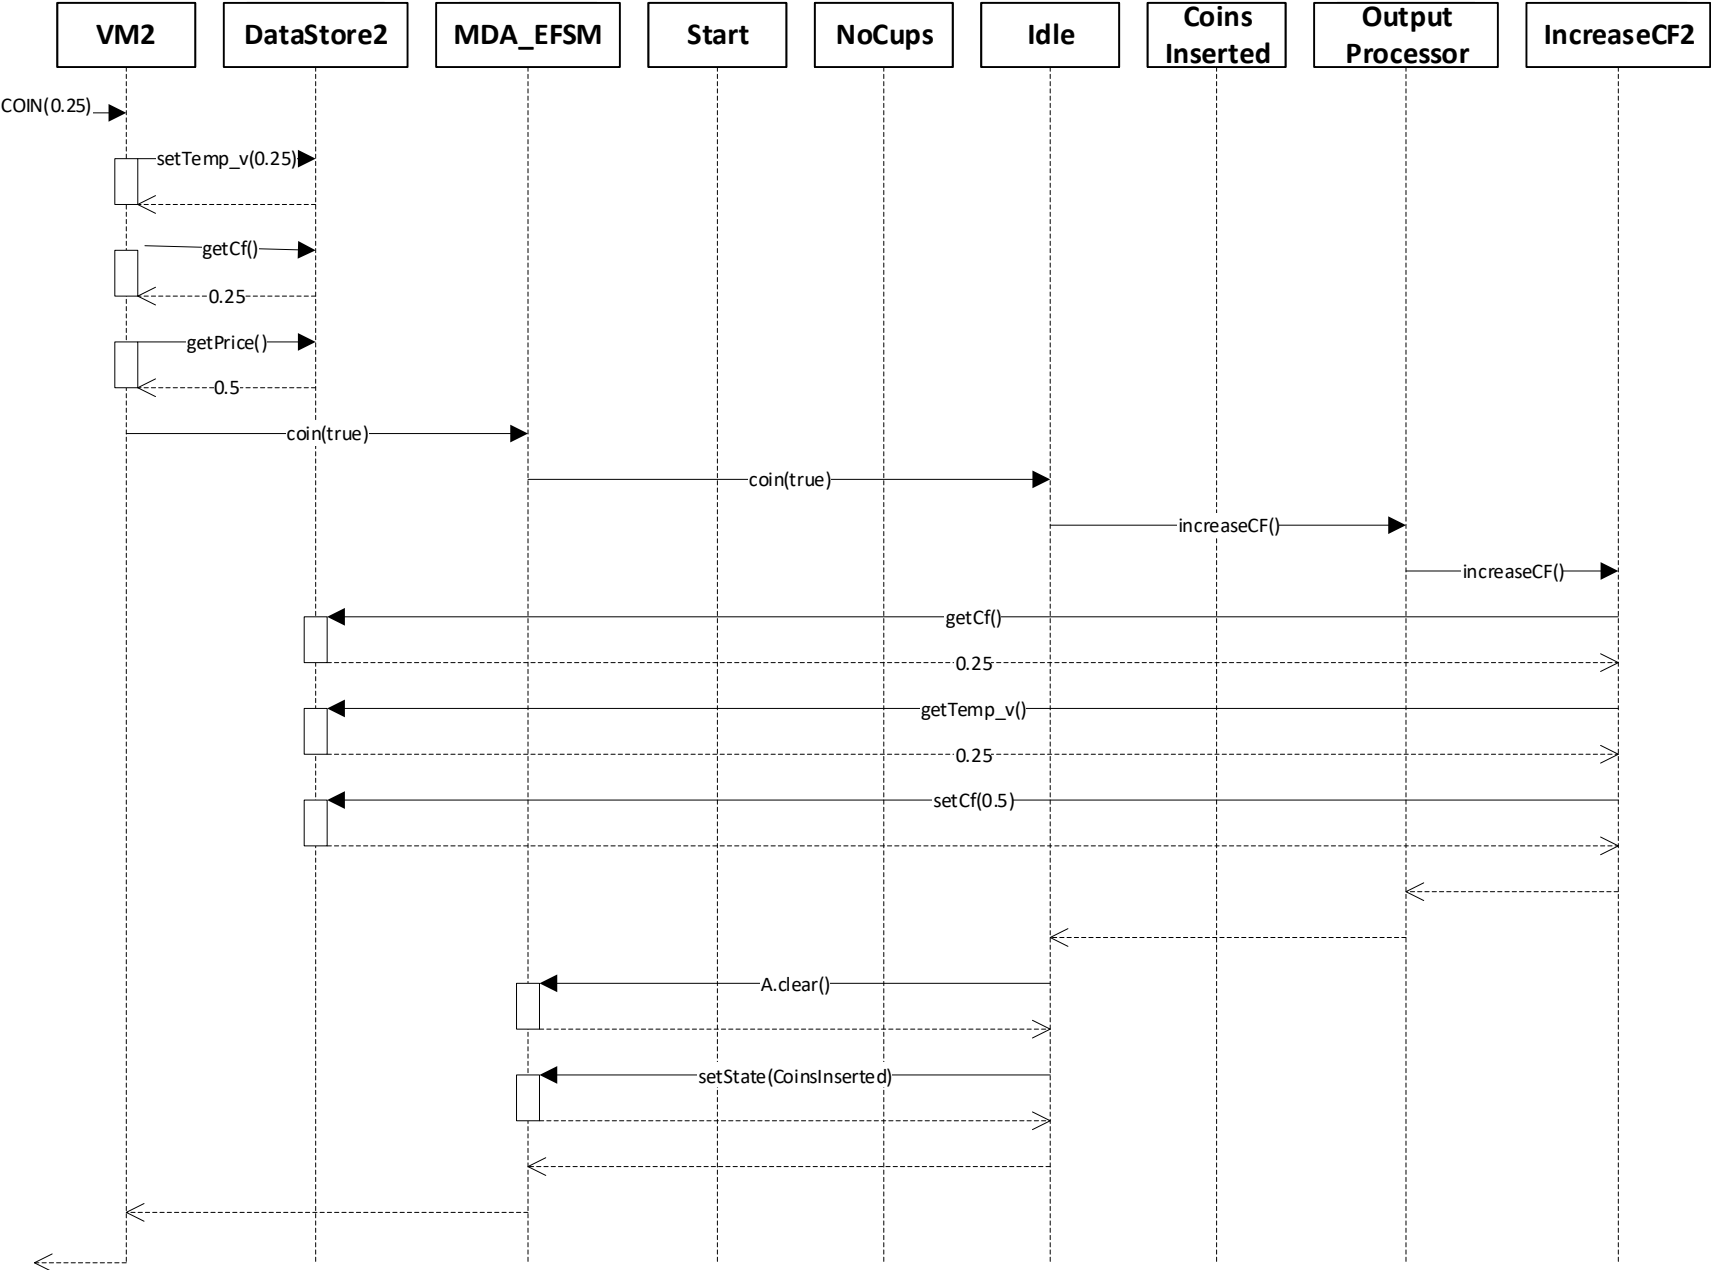 VM2
DataStore2
MDA_EFSM
Start
NoCups
Idle
Coins
Inserted
Output
Processor
IncreaseCF2
COIN(0.25)
setTemp_v(0.25)
getCf()
0.25
getPrice()
0.5
coin(true)
coin(true)
increaseCF()
increaseCF()
getCf()
0.25
getTemp_v()
0.25
setCf(0.5)
A.clear()
setState(CoinsInserted)